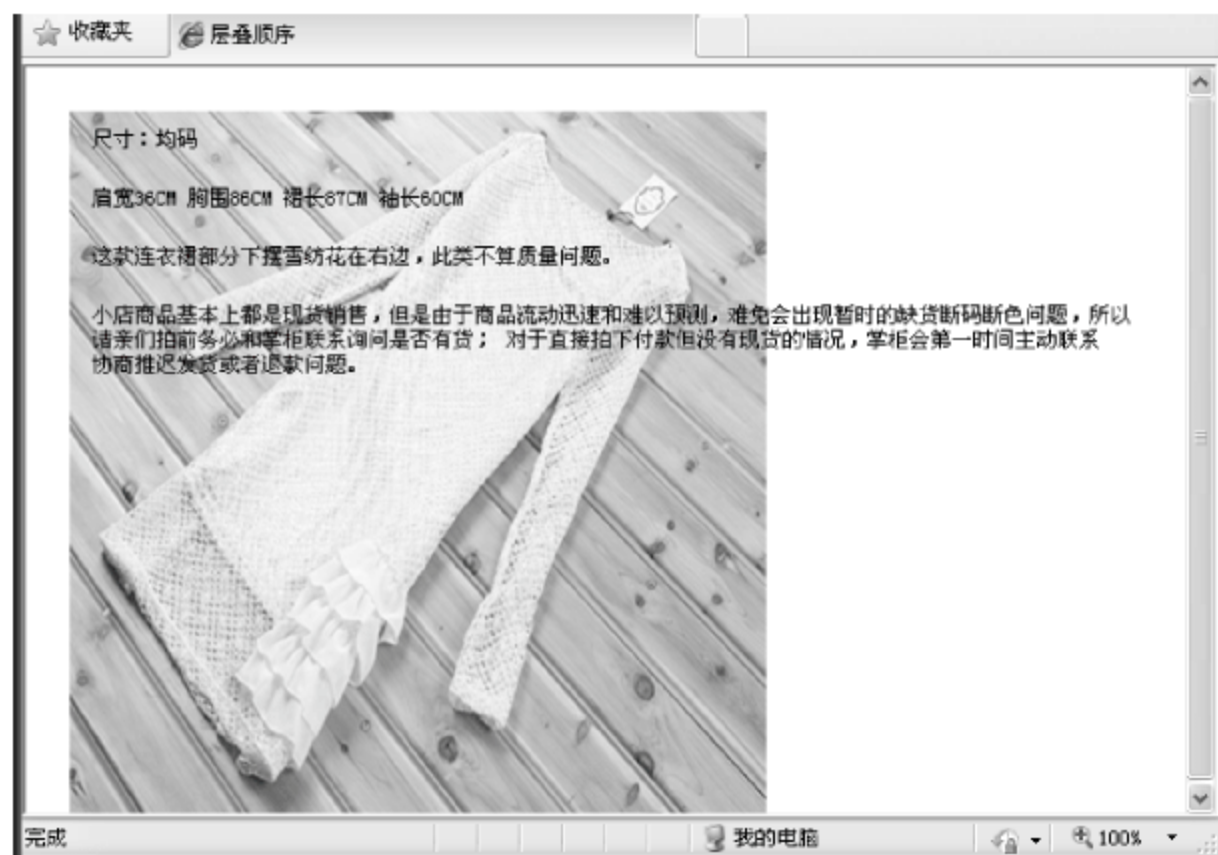 收藏夹
层叠顺序
尺寸：均码
肩宽36CM 胸围86CM 裙长87CM 袖长60CM
这款连衣裙部分下摆雪纺花在右边，此类不算质量问题。
小店商品基本上都是现货销售，但是由于商品流动迅速和难以预测，难免会出现暂时的缺货断码断色问题，所以
请亲们拍前务必和掌柜联系询问是否有货； 对于直接拍下付款但没有现货的情况，掌柜会第一时间主动联系
协商推迟发货或者退款问题。
完成
我的电脑
100%